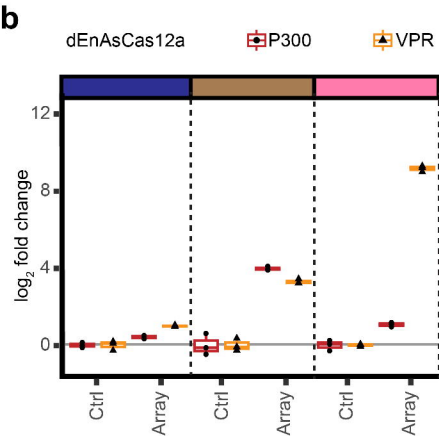 b
dEnAsCas12a P300 VPR
12
8
4
0
log2 fold change
Ctrl Array Ctrl Array Ctrl Array